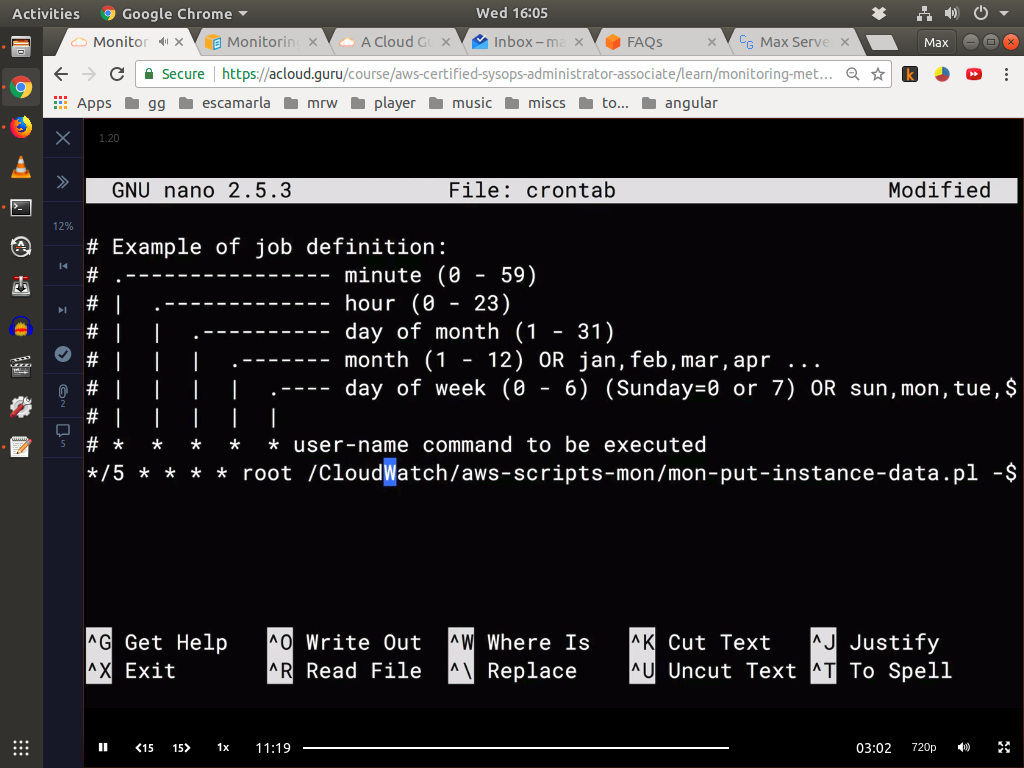 Activities Google Chrome Wed 16:05
Monitor Monitorin A Cloud Gu Inbox – ma FAQs Max Serve Max
Secure https://acloud.guru/course/aws-certified-sysops-administrator-associate/learn/monitoring-met...
Apps gg escamarla mrw player music miscs to... angular
1.20
12%
2
5
GNU nano 2.5.3 File: crontab Modified
# Example of job definition:
# .---------------- minute (0 - 59)
# | .------------- hour (0 - 23)
# | | .---------- day of month (1 - 31)
# | | | .------- month (1 - 12) OR jan,feb,mar,apr ...
# | | | | .---- day of week (0 - 6) (Sunday=0 or 7) OR sun,mon,tue,$
# | | | | |
# * * * * * user-name command to be executed
*/5 * * * * root /CloudWatch/aws-scripts-mon/mon-put-instance-data.pl -$
^G Get Help ^O Write Out ^W Where Is ^K Cut Text ^J Justify
^X Exit ^R Read File ^\ Replace ^U Uncut Text ^T To Spell
15 15 1x 11:19 03:02 720p